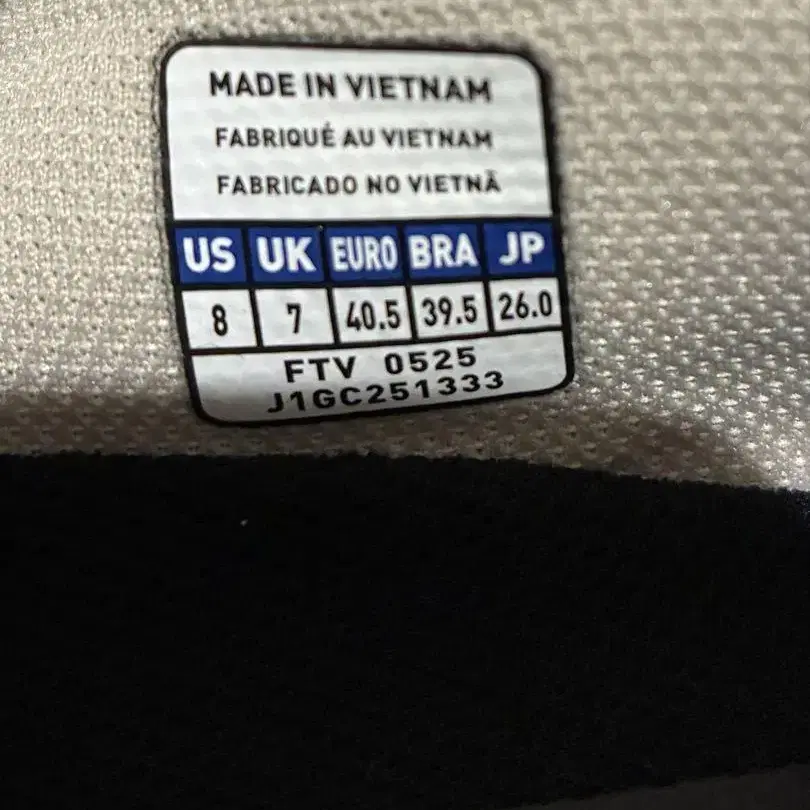 MADE IN VIETNAM
FABRIQUÉ AU VIETNAM
FABRICADO NO VIETNÃ
US UK EURO BRA JP
8 7 40.5 39.5 26.0
FTV 0525
J1GC251333